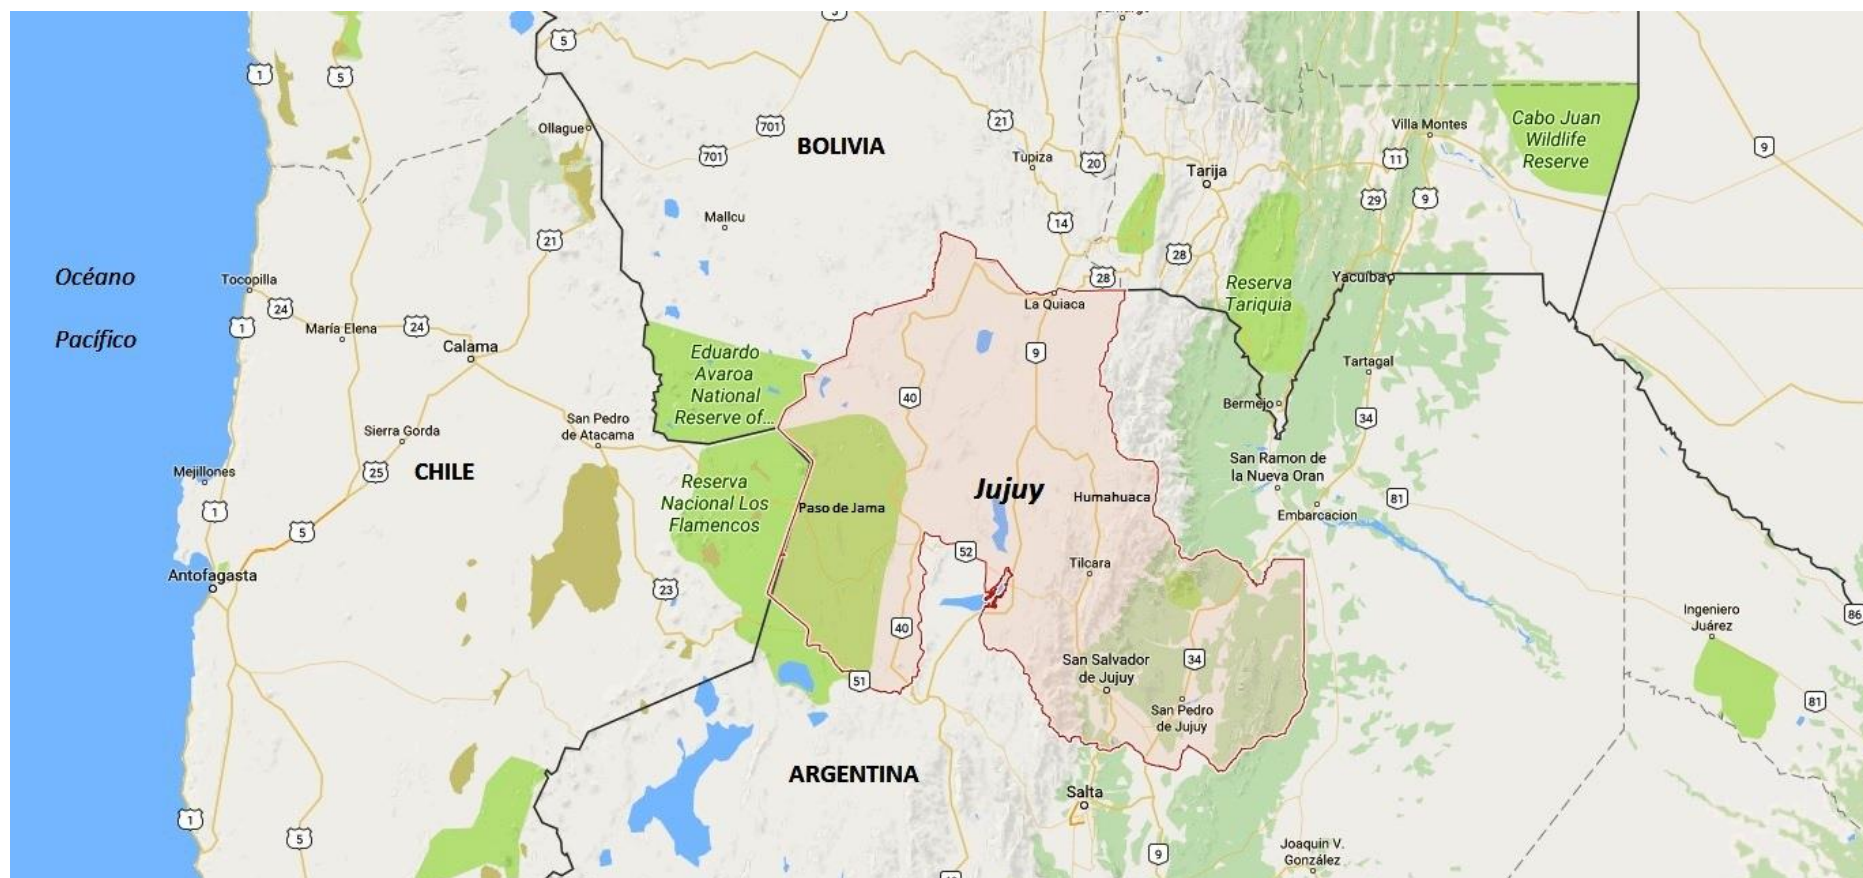 5
1
5
5
Ollague
701
701
BOLIVIA
21
Tupiza
20
Tarija
Villa Montes
11
29
9
Cabo Juan
Wildlife
Reserve
9
Mallcu
14
21
28
28
Océano
Pacífico
Tocopilla
24
1
María Elena
24
Calama
La Quiaca
Reserva
Tariquia
Yacuíba
Eduardo
Avaroa
National
Reserve of...
9
40
Tartagal
Bermejo
34
San Pedro
de Atacama
Sierra Gorda
25
CHILE
Mejillones
1
5
Antofagasta
Reserva
Nacional Los
Flamencos
Paso de Jama
Jujuy
Humahuaca
San Ramon de
la Nueva Oran
Embarcacion
81
52
Tilcara
23
40
51
San Salvador
de Jujuy
34
San Pedro
de Jujuy
Ingeniero
Juárez
86
81
ARGENTINA
Salta
1
5
9
Joaquin V.
González